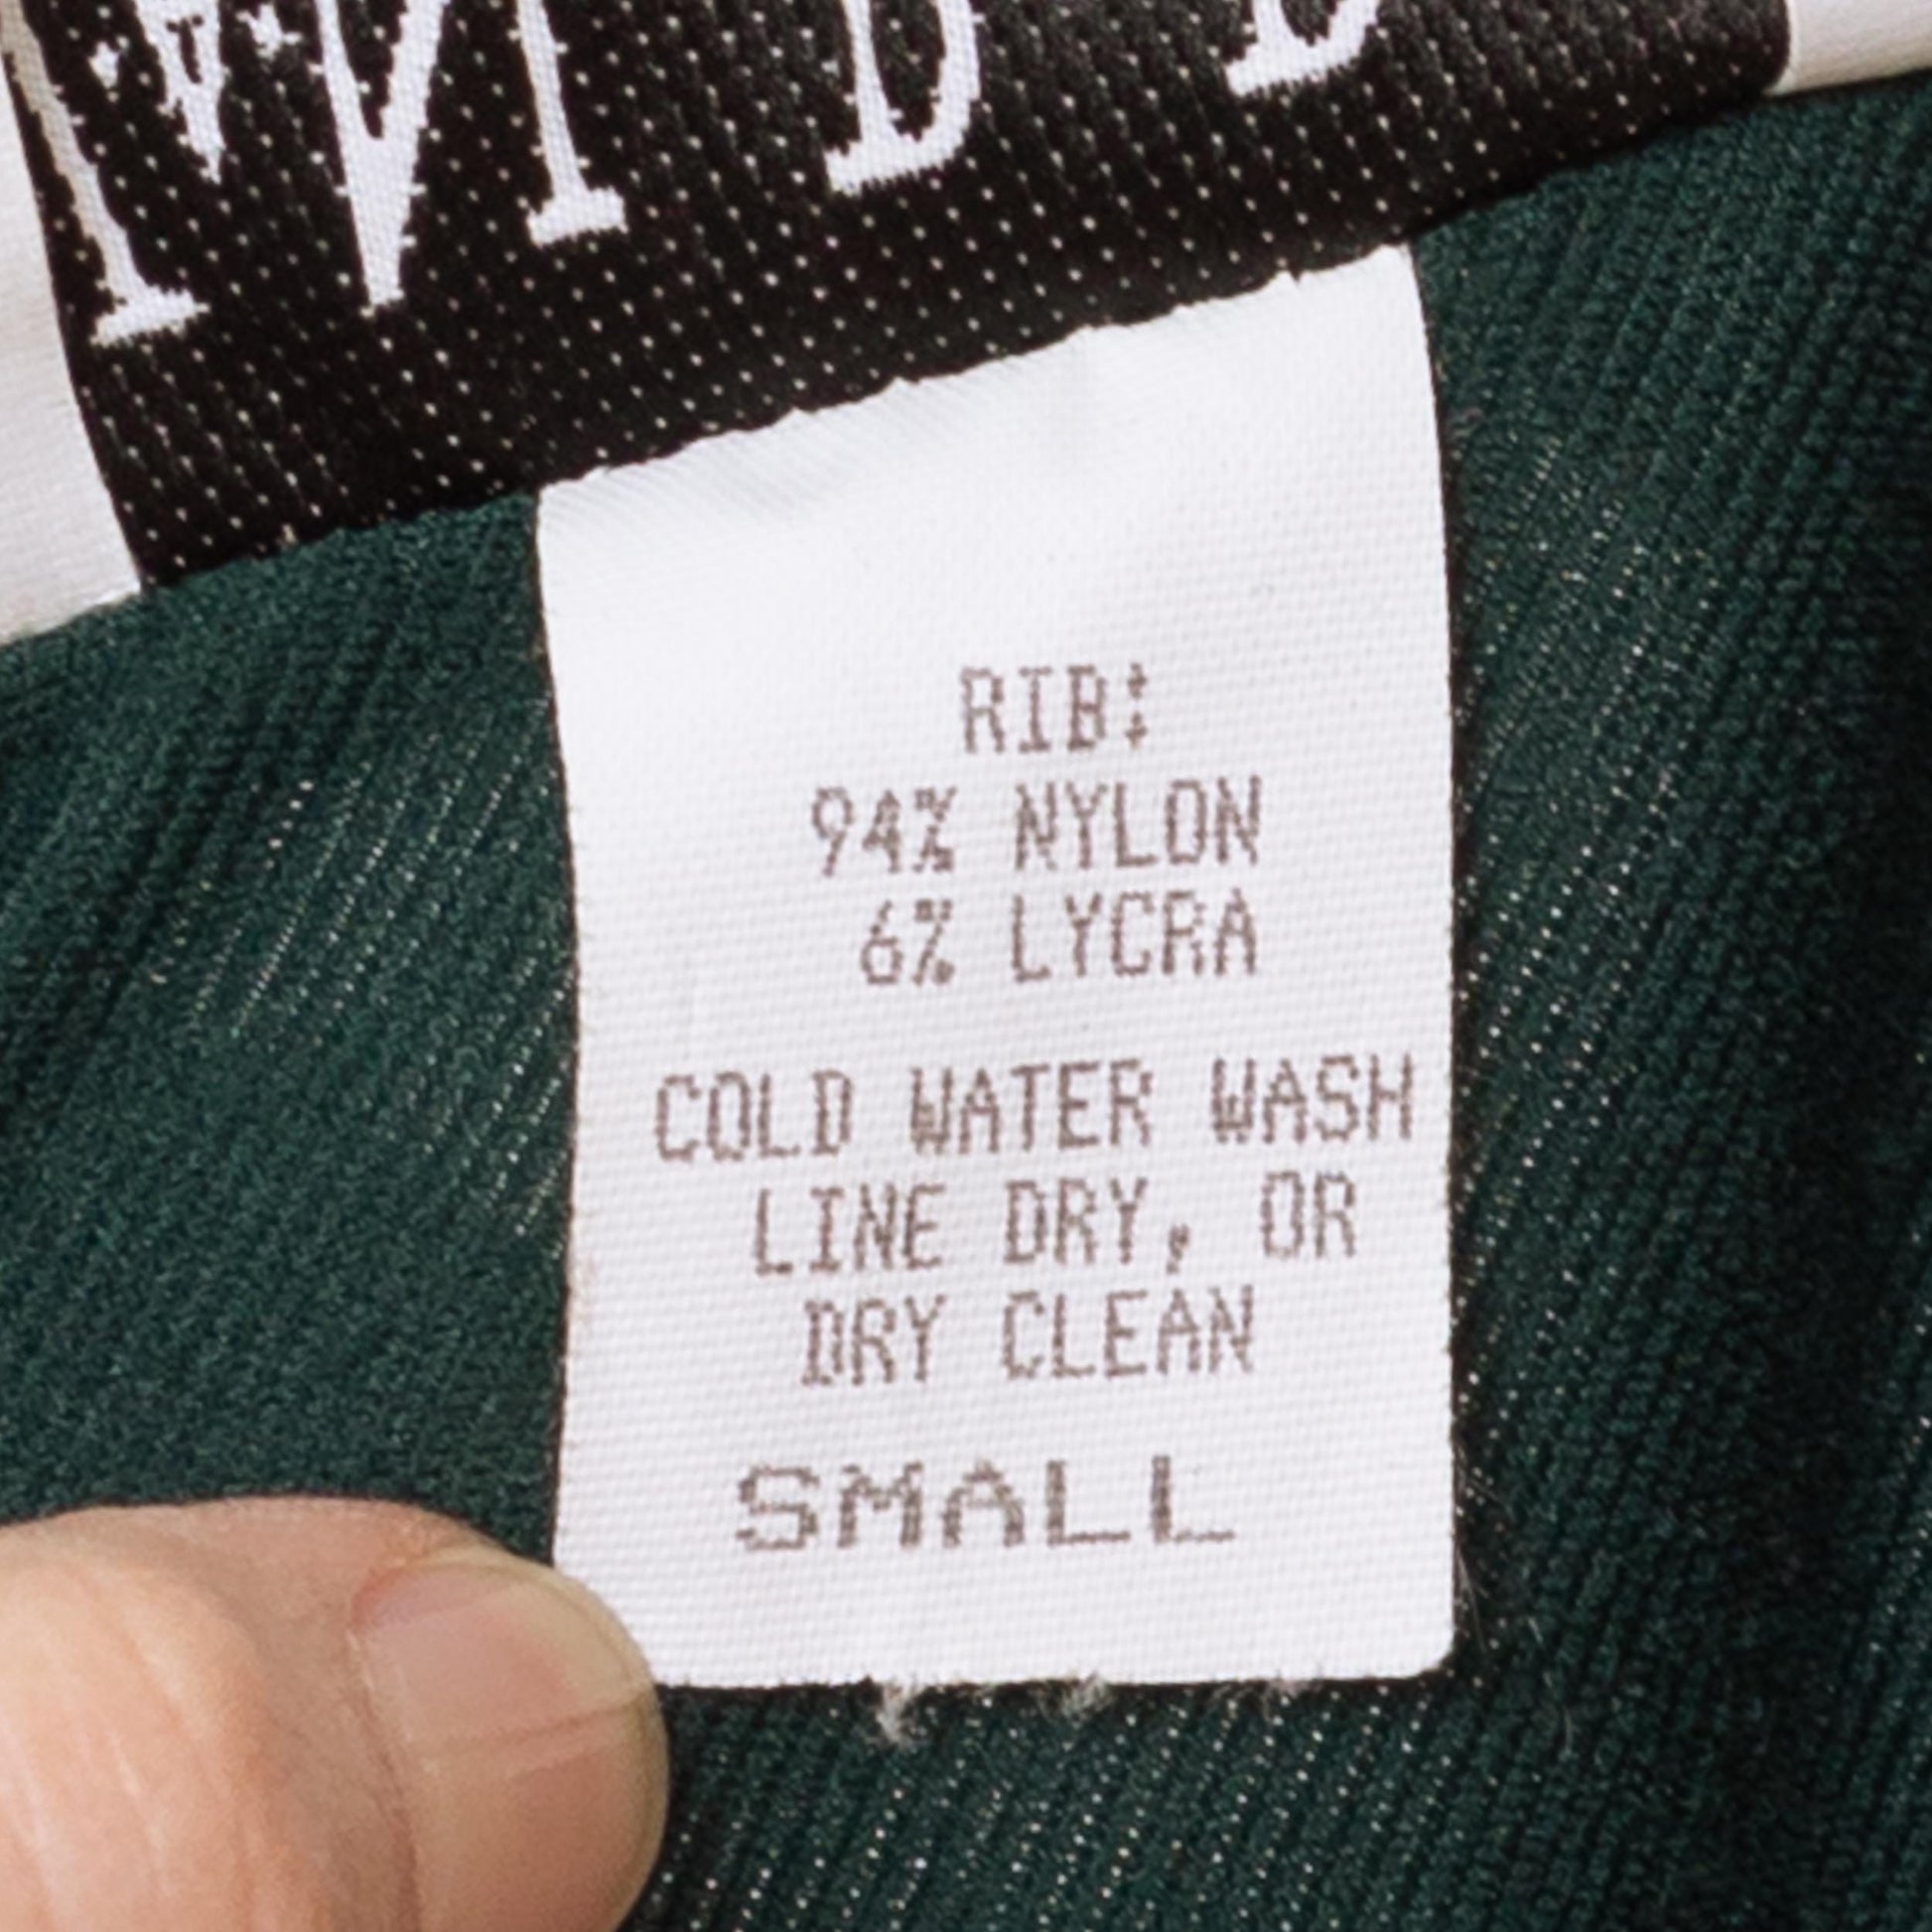 RIB:
94% NYLON
6% LYCRA
COLD WATER WASH
LINE DRY, OR
DRY CLEAN
SMALL